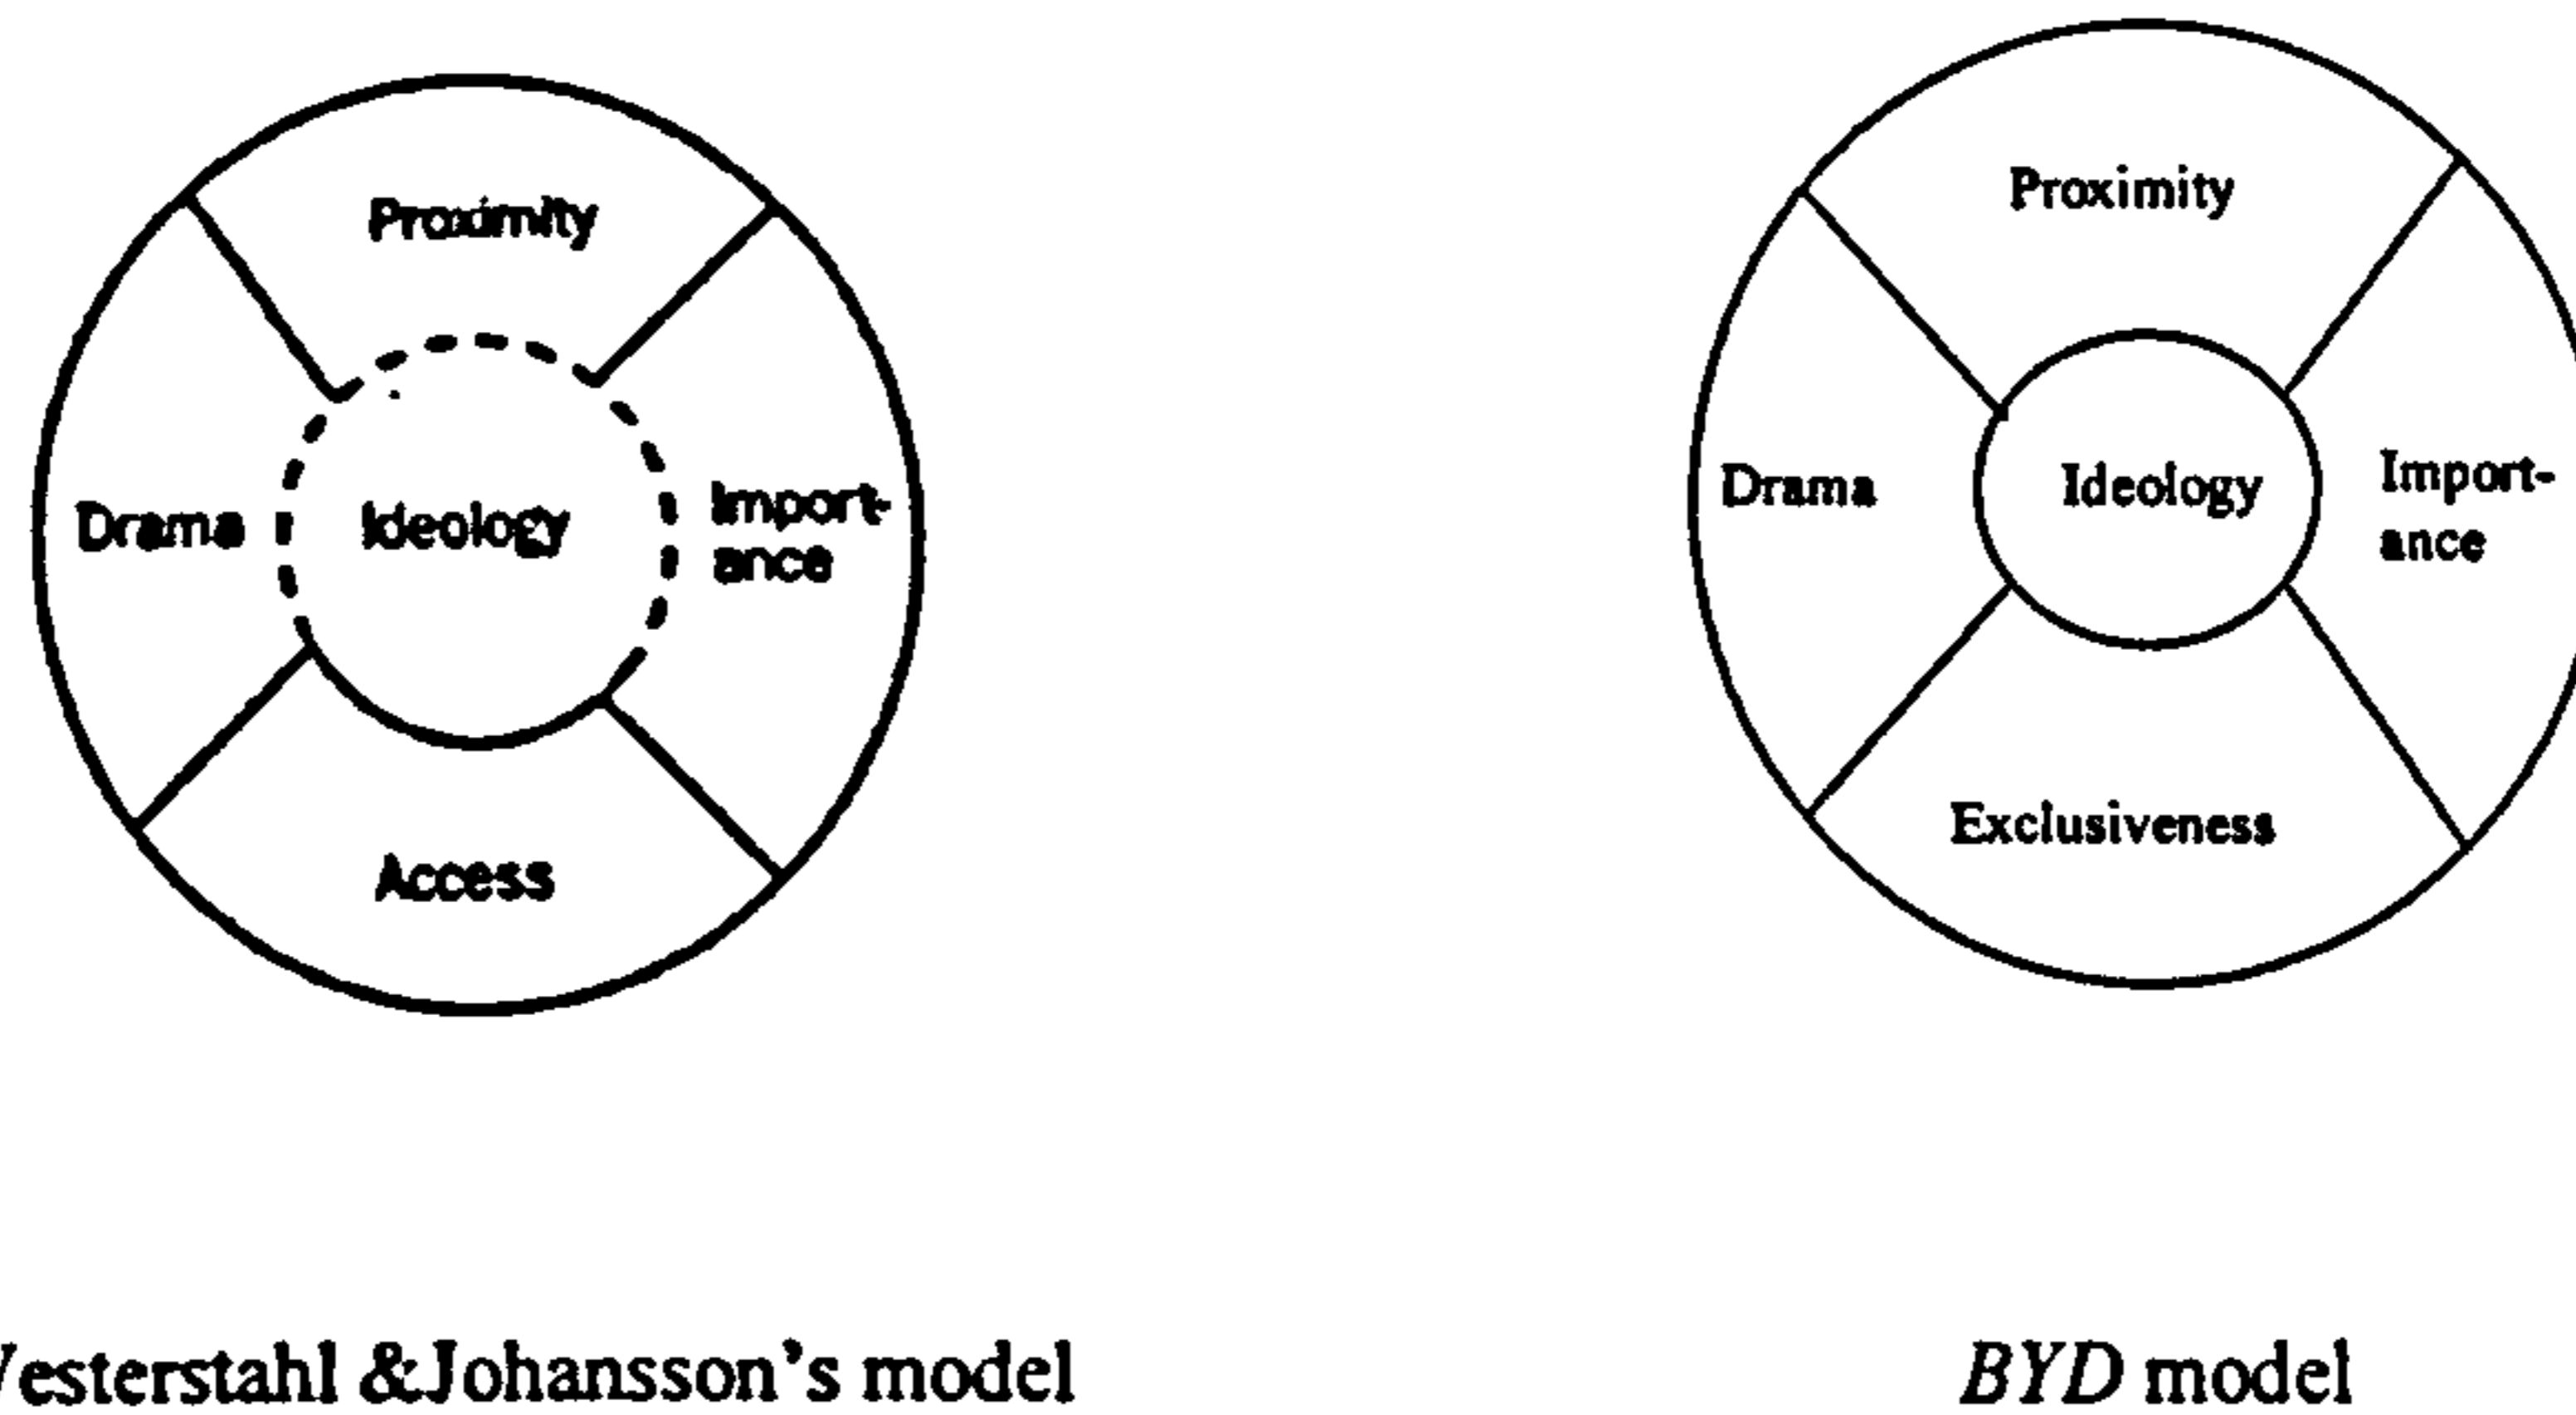 Proximity
Drama
Ideology
Import-
ance
Access
esterstahl &Johansson's model
Proximity
Drama
Ideology
Import-
ance
Exclusiveness
BYD model